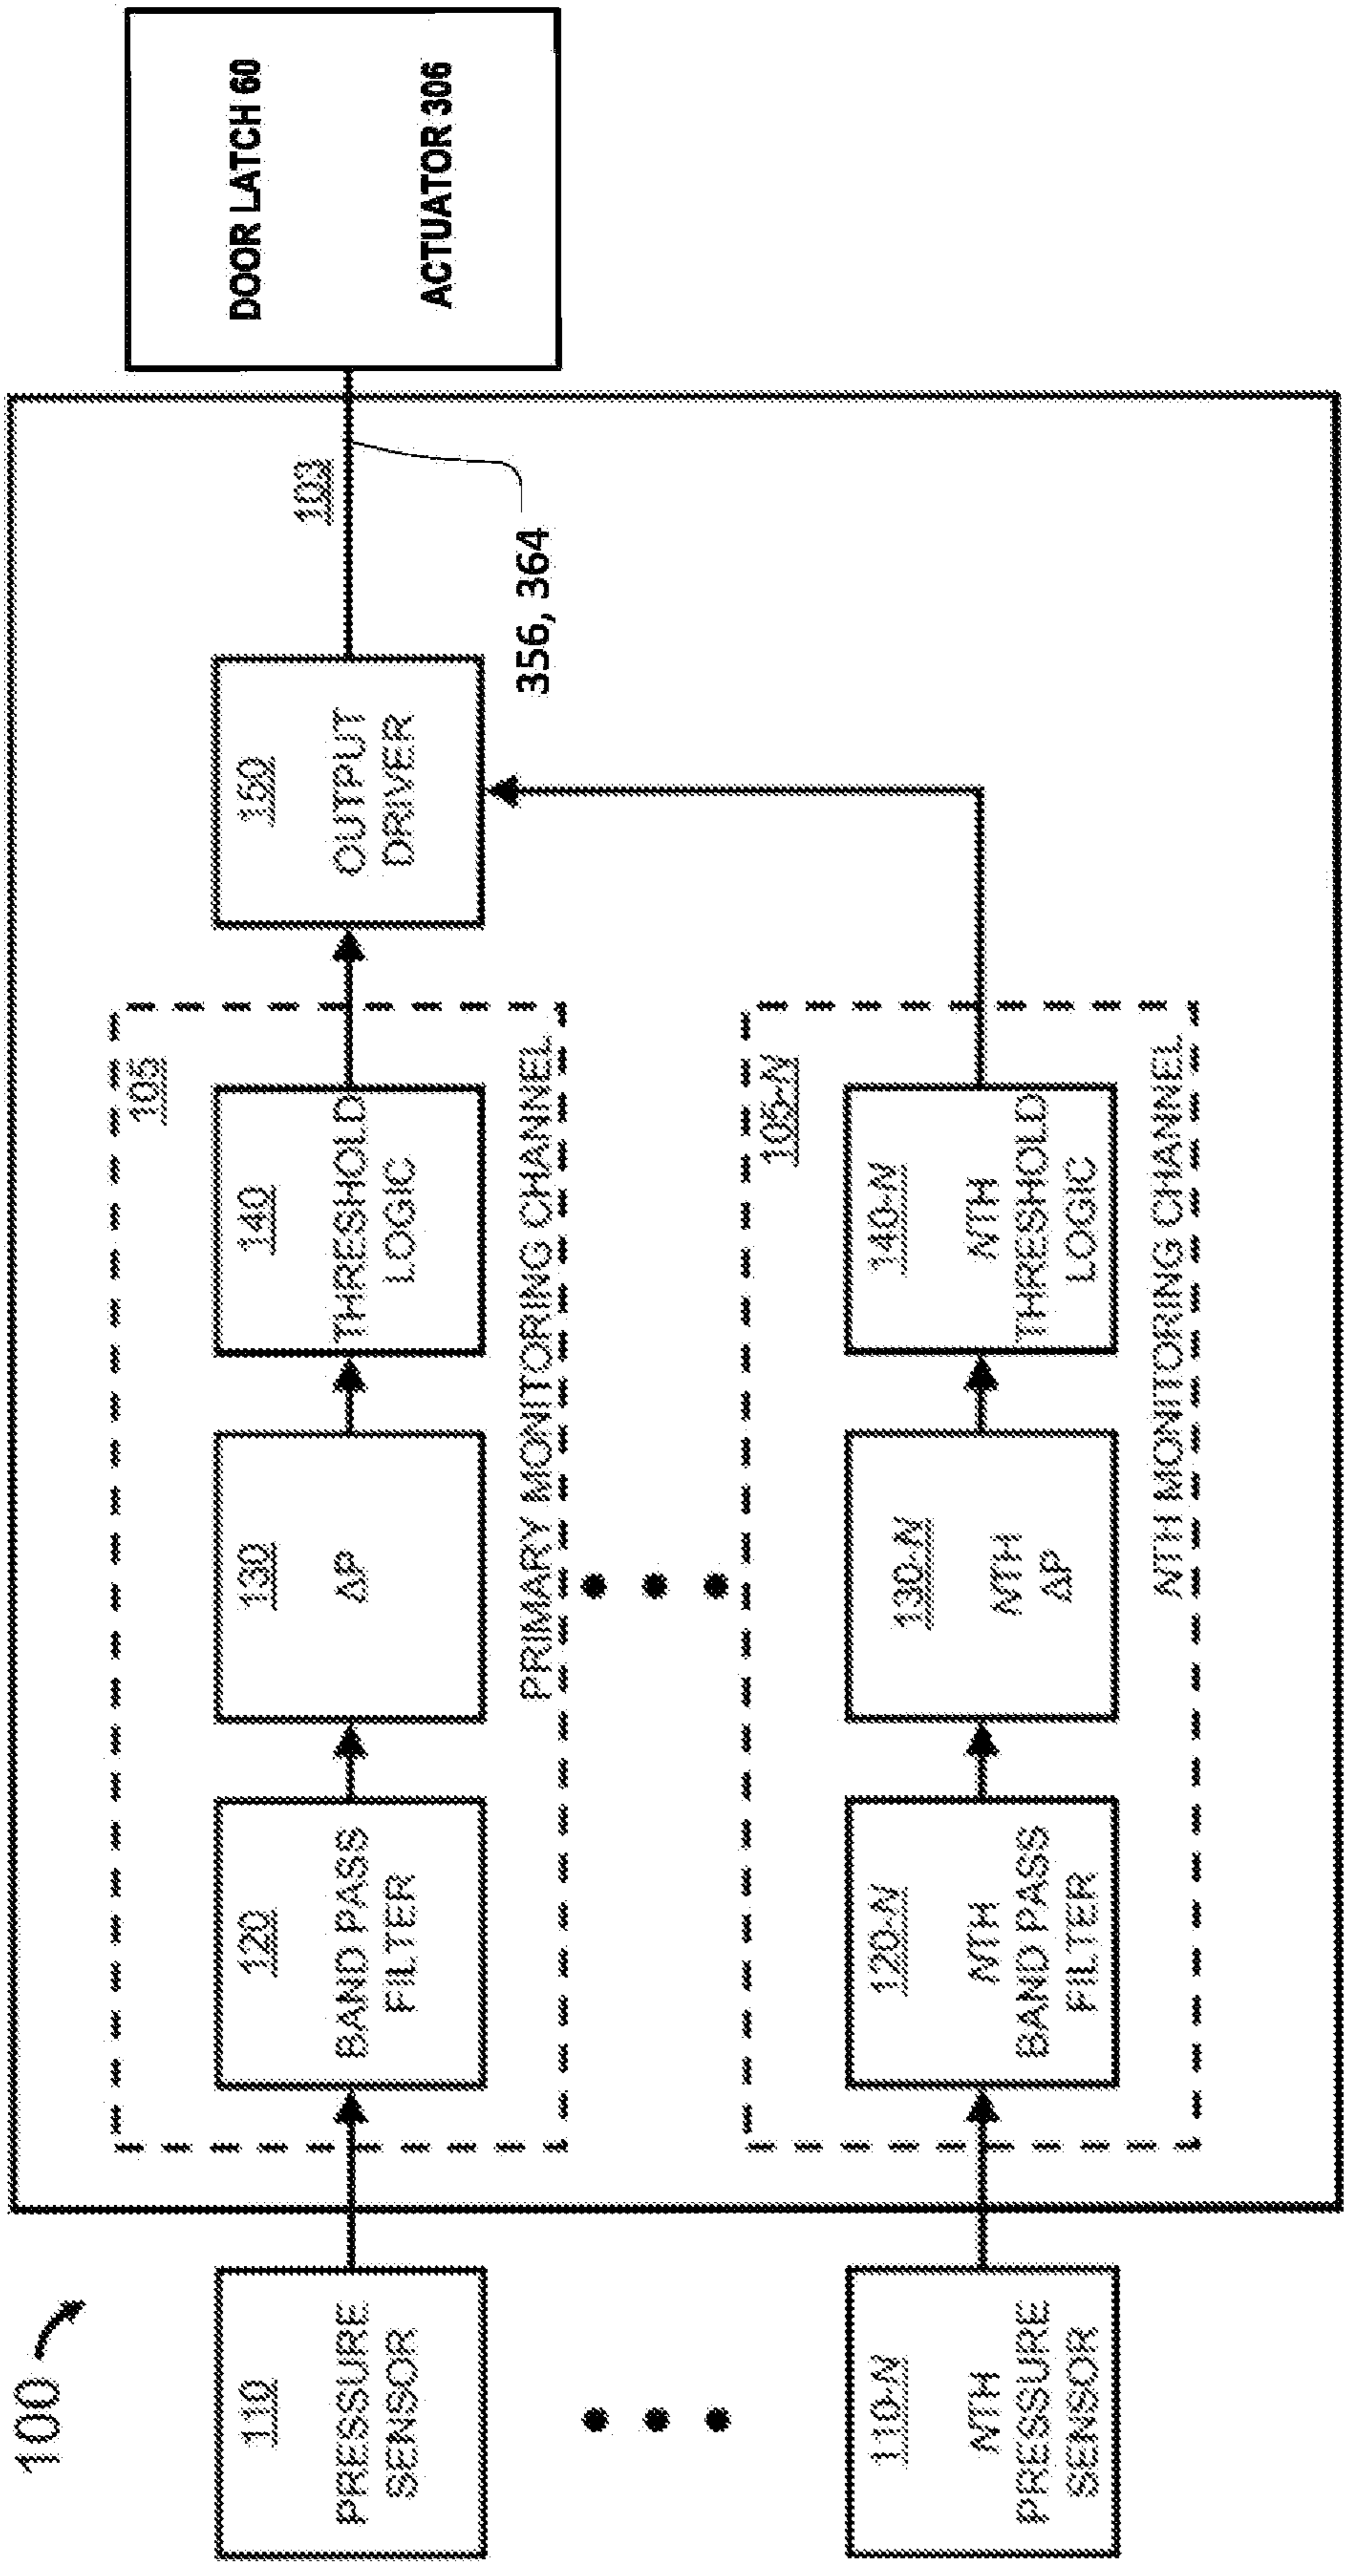 100
110
PRESSURE
SENSOR
120
BAND PASS
FILTER
130
ΔP
140
THRESHOLD
LOGIC
105
PRIMARY MONITORING CHANNEL
150
OUTPUT
DRIVER
103
356, 364
DOOR LATCH 60
ACTUATOR 306
110-N
NTH
PRESSURE
SENSOR
120-N
NTH
BAND PASS
FILTER
130-N
NTH
ΔP
140-N
NTH
THRESHOLD
LOGIC
105-N
NTH MONITORING CHANNEL